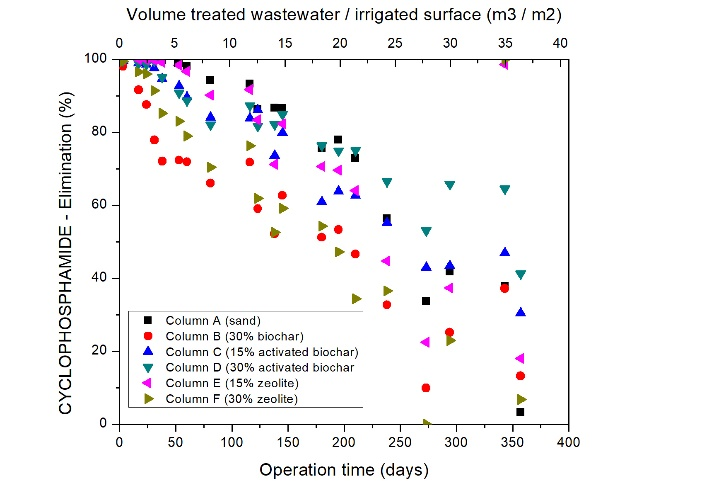 Volume treated wastewater / irrigated surface (m3 / m2)
0 5 10 15 20 25 30 35 40
CYCLOPHOSPHAMIDE - Elimination (%)
100
80
60
40
20
0
Column A (sand)
Column B (30% biochar)
Column C (15% activated biochar)
Column D (30% activated biochar
Column E (15% zeolite)
Column F (30% zeolite)
0 50 100 150 200 250 300 350 400
Operation time (days)